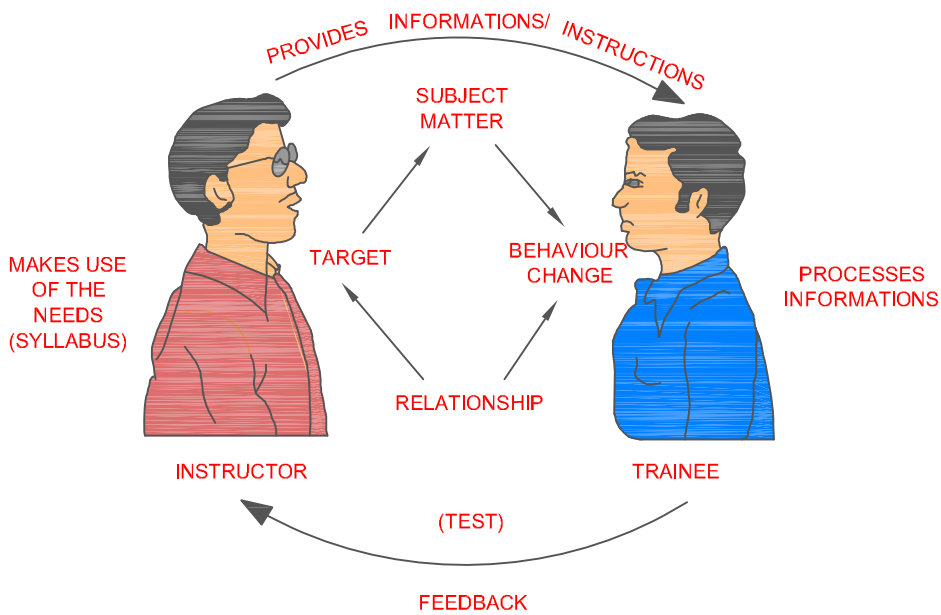 PROVIDES INFORMATIONS/ INSTRUCTIONS
SUBJECT
MATTER
TARGET
BEHAVIOUR
CHANGE
MAKES USE
OF THE
NEEDS
(SYLLABUS)
PROCESSES
INFORMATIONS
RELATIONSHIP
INSTRUCTOR
TRAINEE
(TEST)
FEEDBACK